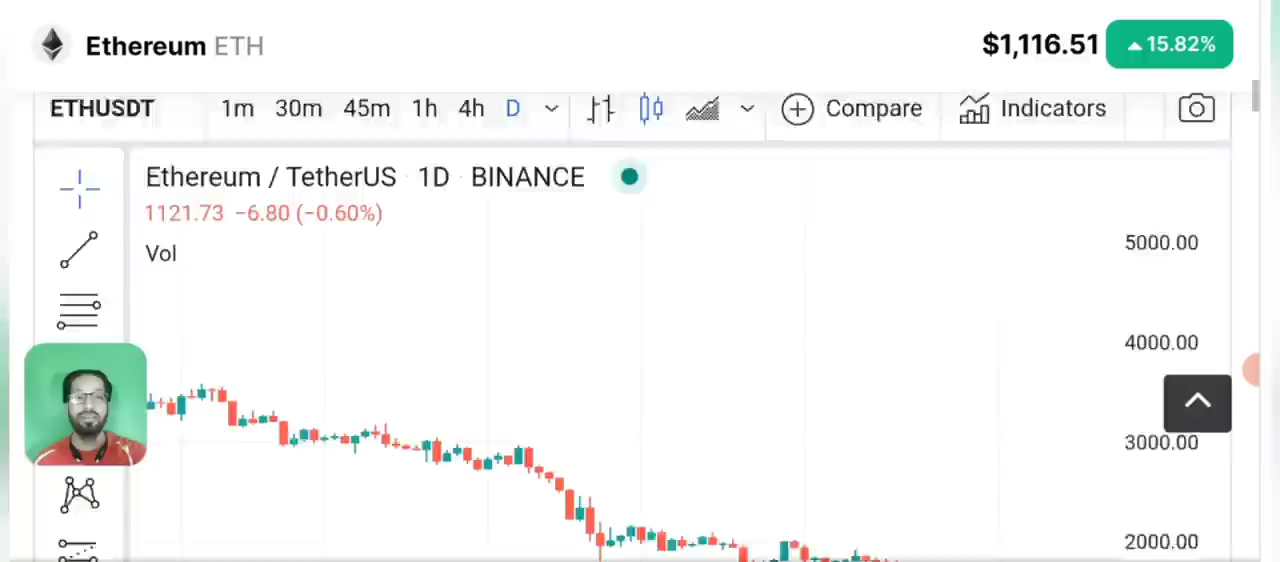 Ethereum ETH
$1,116.51 15.82%
ETHUSDT 1m 30m 45m 1h 4h D Compare Indicators
Ethereum / TetherUS · 1D · BINANCE
1121.73 −6.80 (−0.60%)
Vol
5000.00
4000.00
3000.00
2000.00